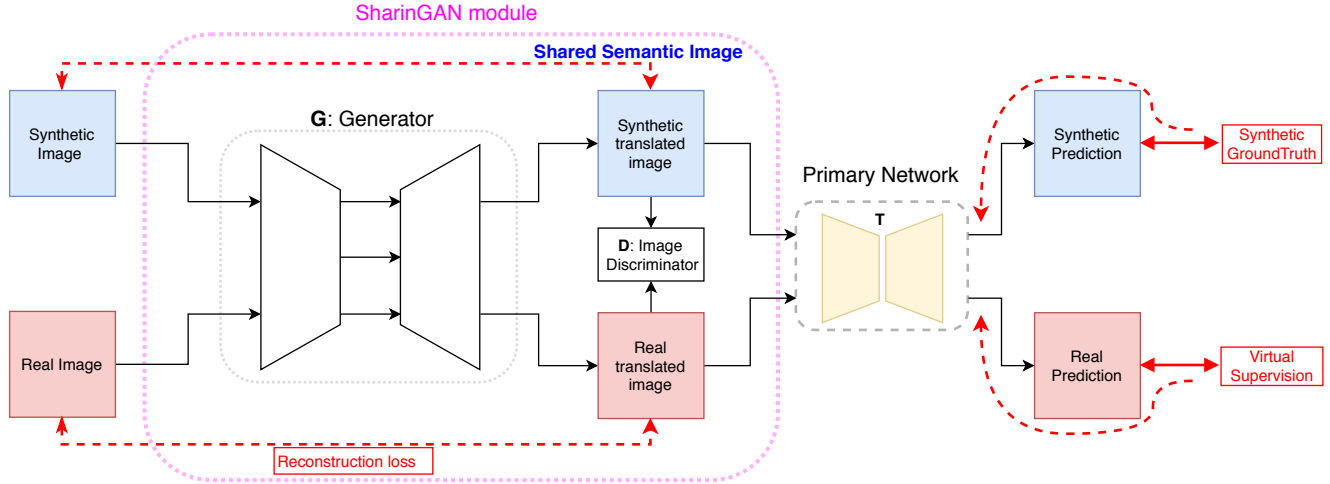 SharinGAN module
Shared Semantic Image
G: Generator
Synthetic
Image
Synthetic
translated
image
Synthetic
Prediction
Synthetic
GroundTruth
Primary Network
T
D: Image
Discriminator
Real Image
Real
translated
image
Real
Prediction
Virtual
Supervision
Reconstruction loss